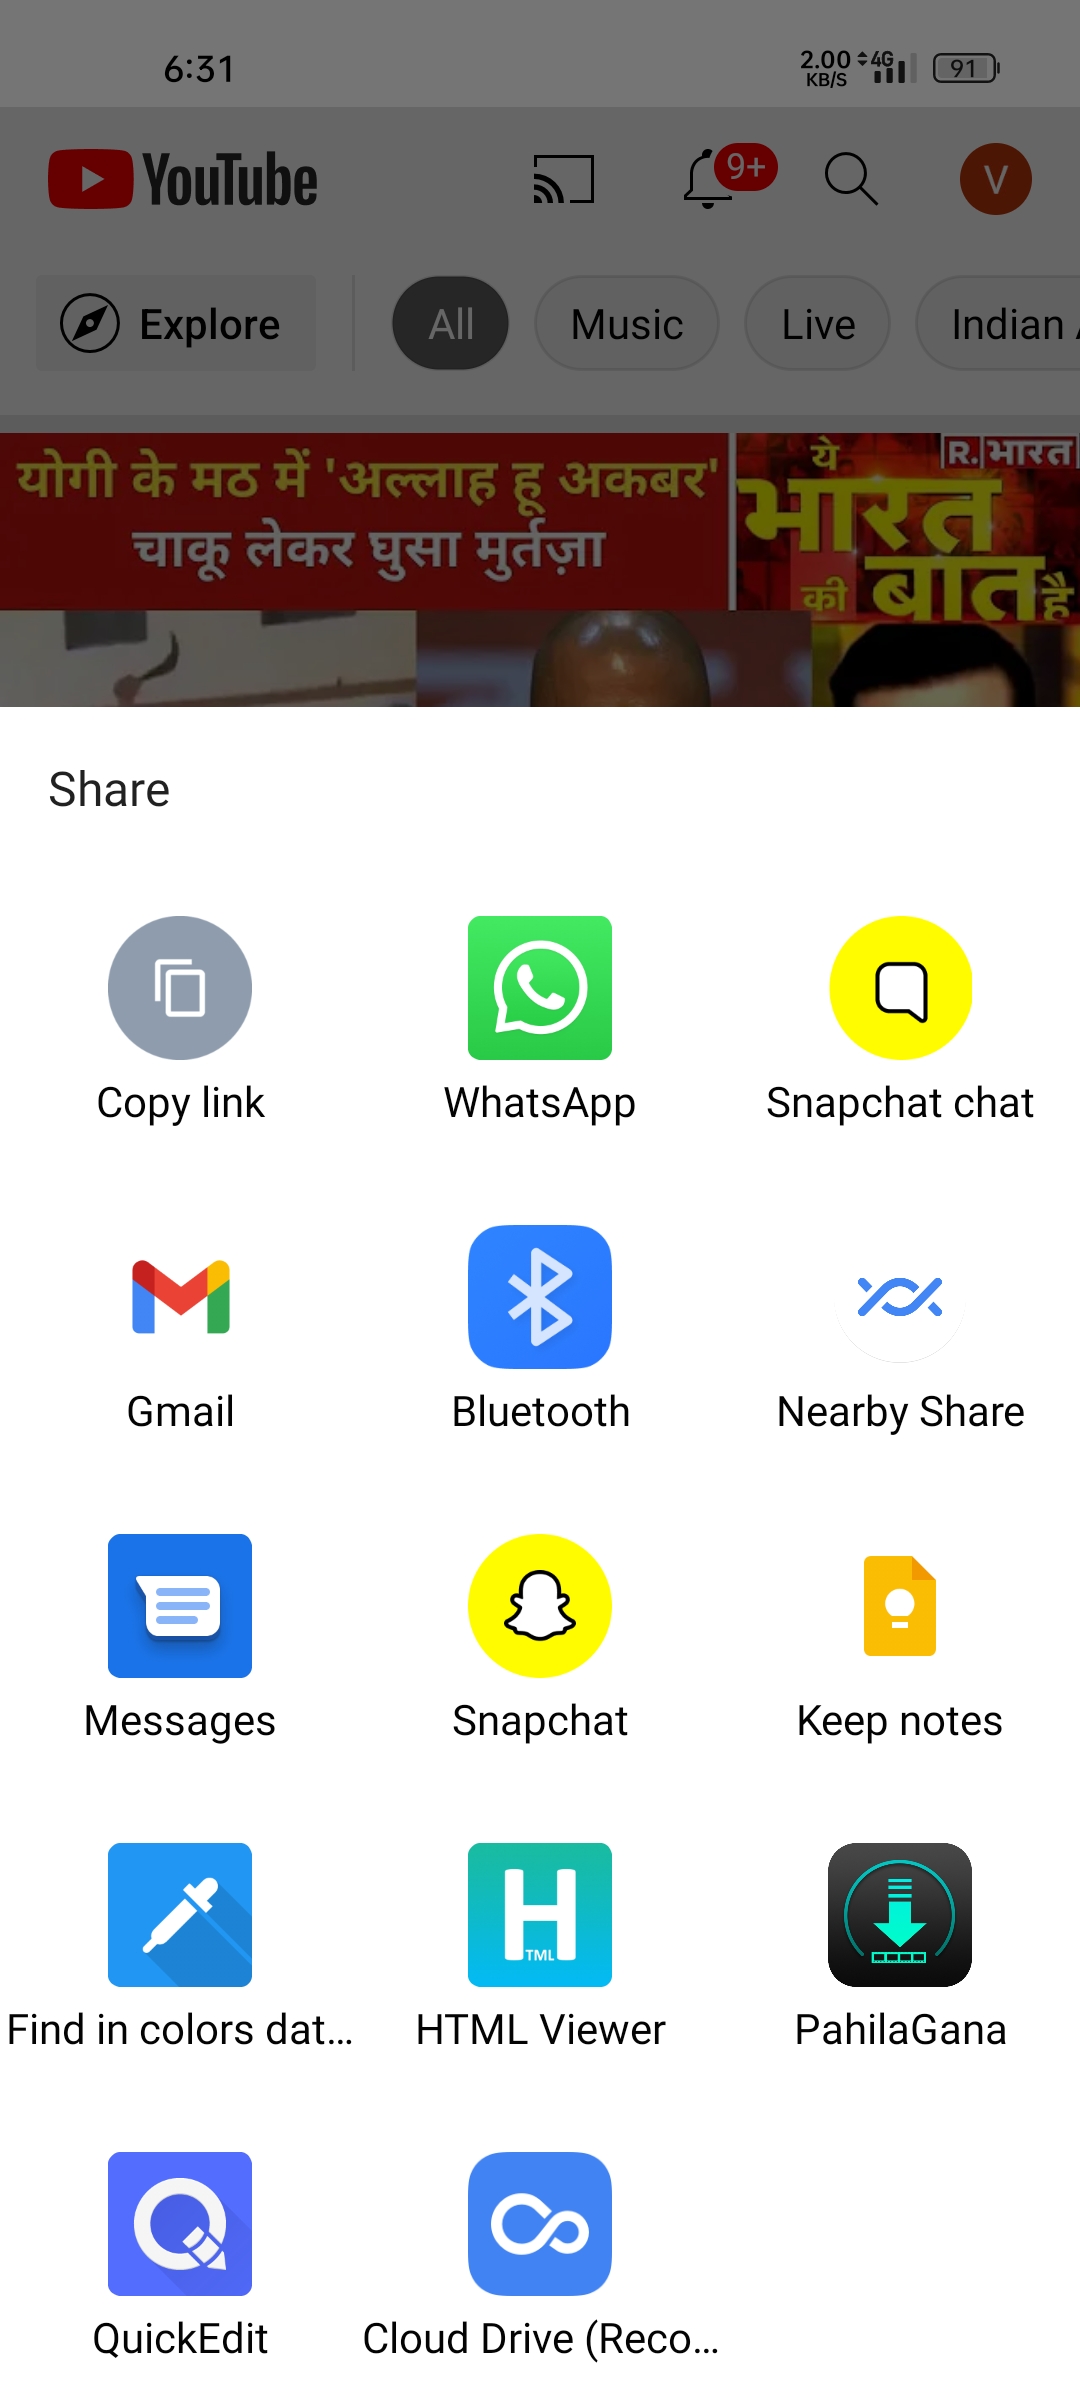 6:31
2.00 KB/S 4G 91
YouTube 9+ V
Explore All Music Live Indian
योगी के मठ में 'अल्लाह हू अकबर'
चाकू लेकर घुसा मुर्तज़ा
R.भारत
ये
भारत
की बात है
Share
Copy link WhatsApp Snapchat chat
Gmail Bluetooth Nearby Share
Messages Snapchat Keep notes
H
TML
Find in colors dat... HTML Viewer PahilaGana
QuickEdit Cloud Drive (Reco...